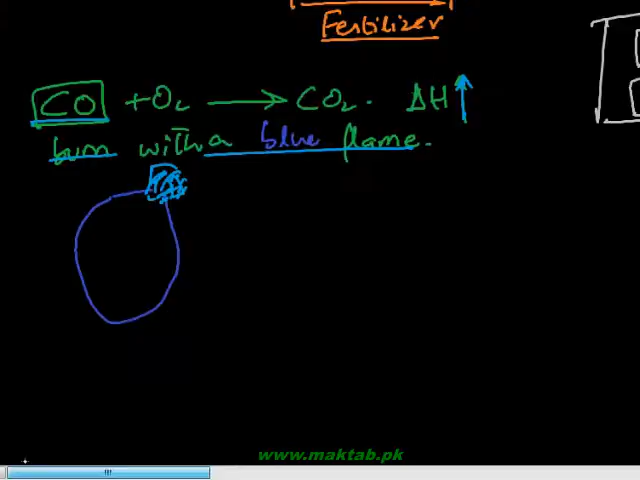 Fertilizer
CO + O₂ → CO₂. ΔH ↑
burn with a blue flame.
www.maktab.pk